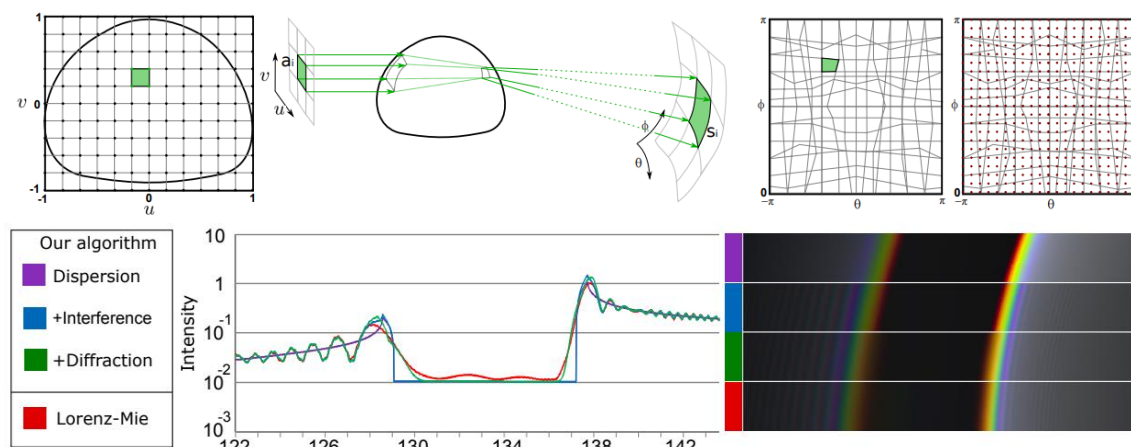 1
v
0
-1
-1
0
u
1
aᵢ
v
u
ϕ
θ
sᵢ
π
ϕ
0
-π
θ
π
π
ϕ
0
-π
θ
π
Our algorithm
Dispersion
+Interference
+Diffraction
Lorenz-Mie
Intensity
10
1
10⁻¹
10⁻²
10⁻³
122
126
130
134
138
142